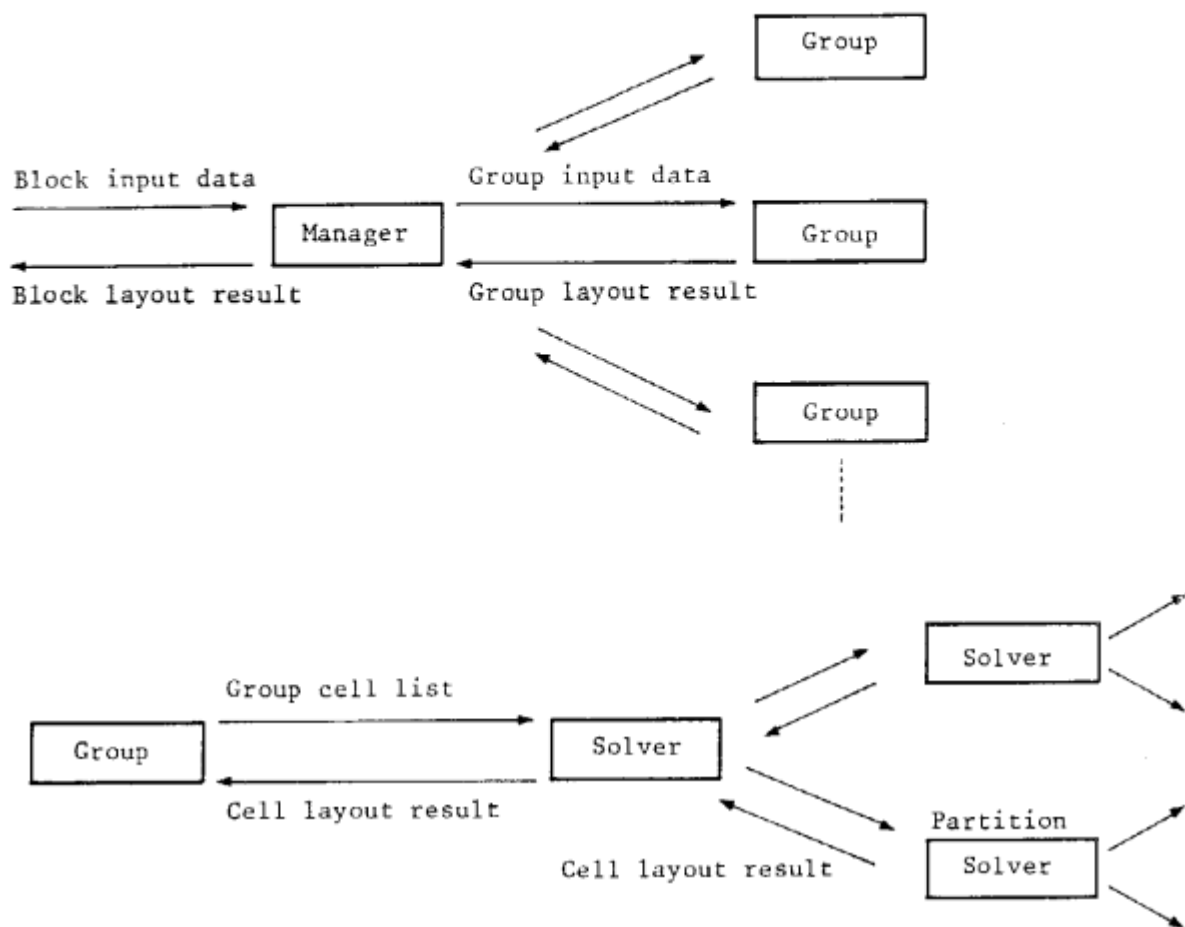 Group
Block input data
Group input data
Manager
Group
Block layout result
Group layout result
Group
Solver
Group cell list
Group
Solver
Cell layout result
Partition
Cell layout result
Solver